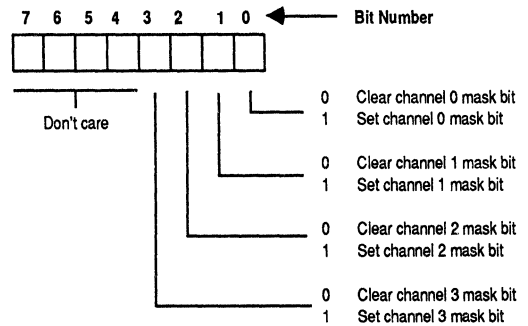 7 6 5 4 3 2 1 0 Bit Number
Don't care
0 Clear channel 0 mask bit
1 Set channel 0 mask bit
0 Clear channel 1 mask bit
1 Set channel 1 mask bit
0 Clear channel 2 mask bit
1 Set channel 2 mask bit
0 Clear channel 3 mask bit
1 Set channel 3 mask bit